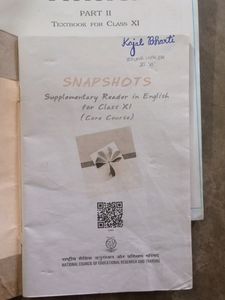 PART II
TEXTBOOK FOR CLASS XI
Kajal Bharti
SNAPSHOTS
Supplementary Reader in English
for Class XI
(Core Course)
राष्ट्रीय शैक्षिक अनुसंधान और प्रशिक्षण परिषद्
NATIONAL COUNCIL OF EDUCATIONAL RESEARCH AND TRAINING